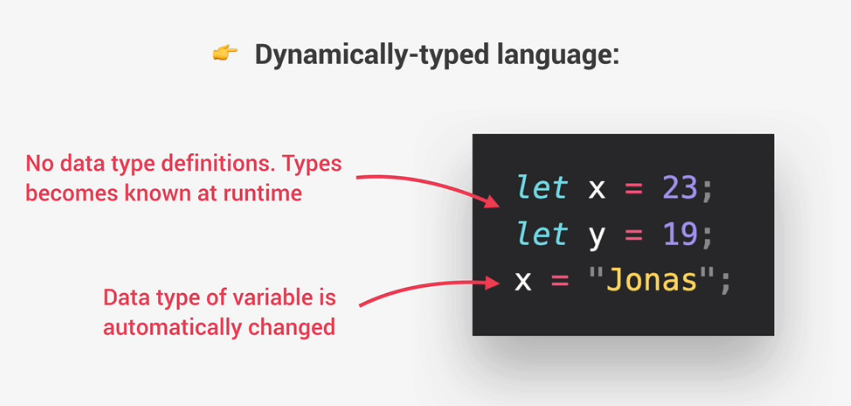 👉 Dynamically-typed language:
No data type definitions. Types
becomes known at runtime
let x = 23;
let y = 19;
x = "Jonas";
Data type of variable is
automatically changed